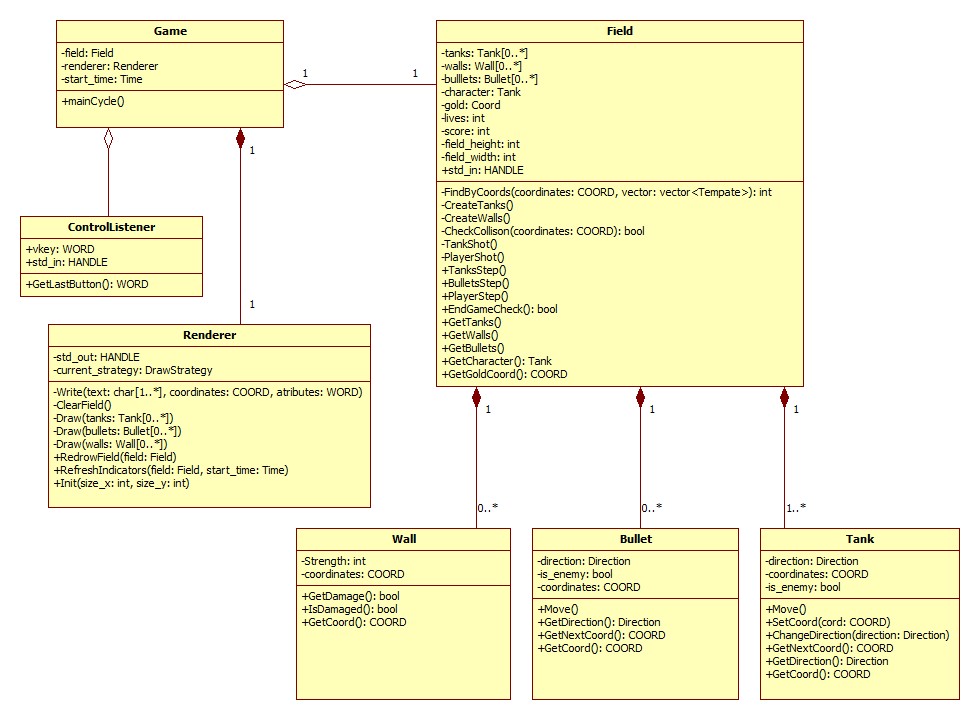 Game
-field: Field
-renderer: Renderer
-start_time: Time
+mainCycle()
1
1
1
Field
-tanks: Tank[0..*]
-walls: Wall[0..*]
-bulllets: Bullet[0..*]
-character: Tank
-gold: Coord
-lives: int
-score: int
-field_height: int
-field_width: int
+std_in: HANDLE
-FindByCoords(coordinates: COORD, vector: vector<Tempate>): int
-CreateTanks()
-CreateWalls()
-CheckCollison(coordinates: COORD): bool
-TankShot()
-PlayerShot()
+TanksStep()
+BulletsStep()
+PlayerStep()
+EndGameCheck(): bool
+GetTanks()
+GetWalls()
+GetBullets()
+GetCharacter(): Tank
+GetGoldCoord(): COORD
ControlListener
+vkey: WORD
+std_in: HANDLE
+GetLastButton(): WORD
1
Renderer
-std_out: HANDLE
-current_strategy: DrawStrategy
-Write(text: char[1..*], coordinates: COORD, atributes: WORD)
-ClearField()
-Draw(tanks: Tank[0..*])
-Draw(bullets: Bullet[0..*])
-Draw(walls: Wall[0..*])
+RedrowField(field: Field)
+RefreshIndicators(field: Field, start_time: Time)
+Init(size_x: int, size_y: int)
1
1
1
0..*
0..*
1..*
Wall
-Strength: int
-coordinates: COORD
+GetDamage(): bool
+IsDamaged(): bool
+GetCoord(): COORD
Bullet
-direction: Direction
-is_enemy: bool
-coordinates: COORD
+Move()
+GetDirection(): Direction
+GetNextCoord(): COORD
+GetCoord(): COORD
Tank
-direction: Direction
-coordinates: COORD
-is_enemy: bool
+Move()
+SetCoord(cord: COORD)
+ChangeDirection(direction: Direction)
+GetNextCoord(): COORD
+GetDirection(): Direction
+GetCoord(): COORD